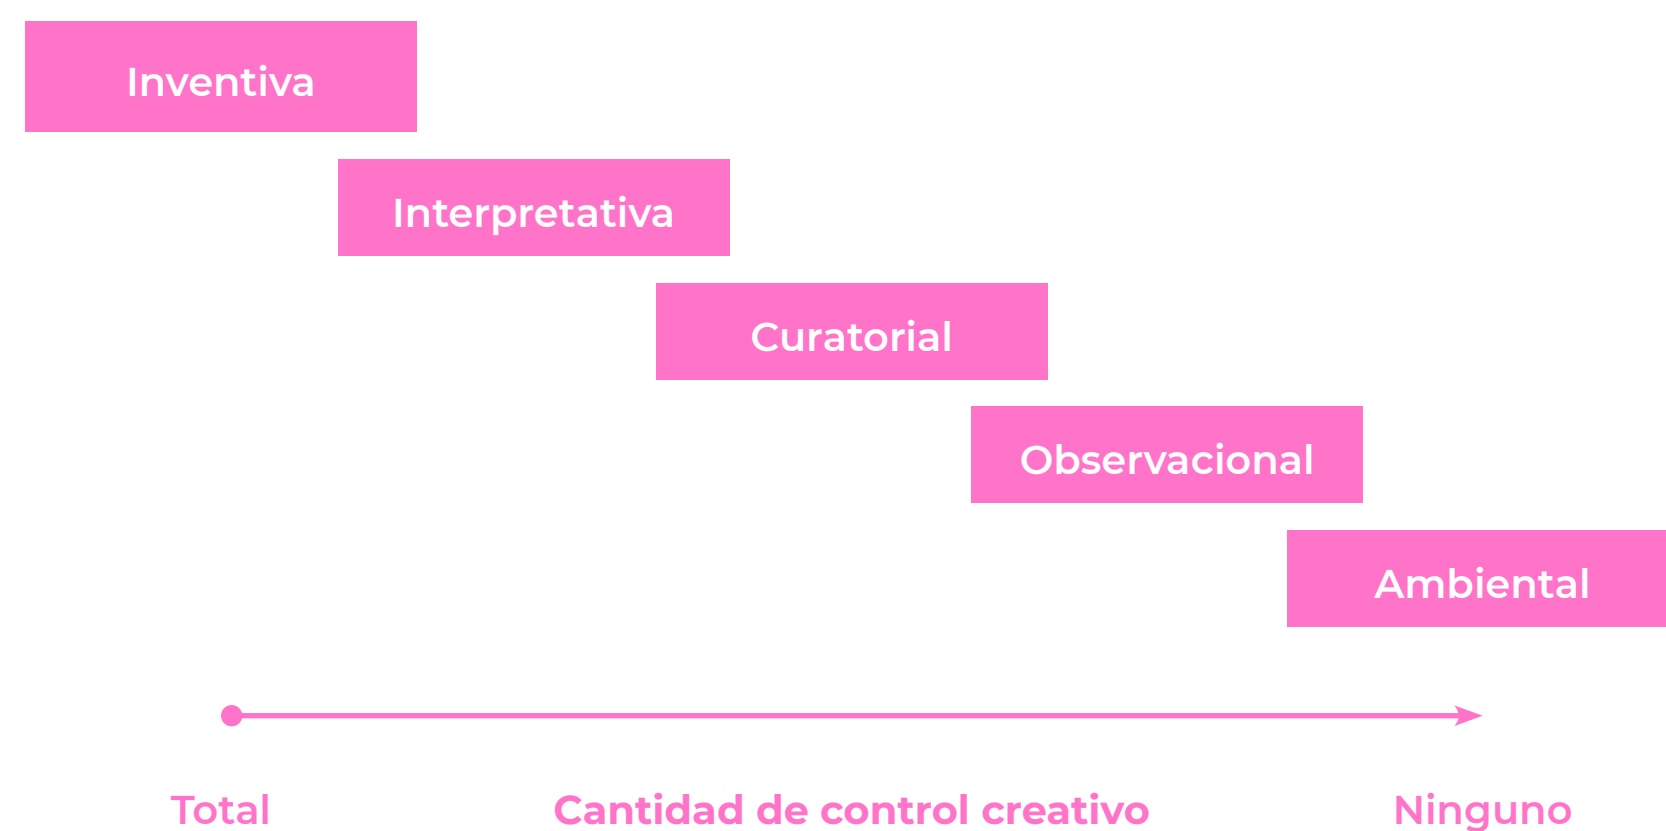 Inventiva
Interpretativa
Curatorial
Observacional
Ambiental
Total Cantidad de control creativo Ninguno